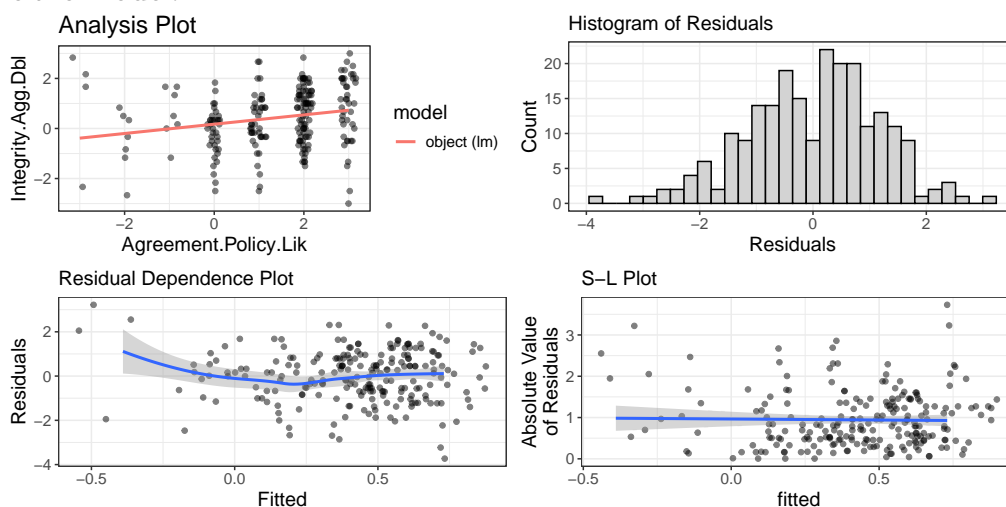 Analysis Plot
Integrity.Agg.Dbl
2
0
−2
−2
0
2
Agreement.Policy.Lik
model
object (lm)
Histogram of Residuals
Count
20
15
10
5
0
−4
−2
0
2
Residuals
Residual Dependence Plot
Residuals
2
0
−2
−4
−0.5
0.0
0.5
Fitted
S−L Plot
Absolute Value
of Residuals
3
2
1
0
−0.5
0.0
0.5
fitted